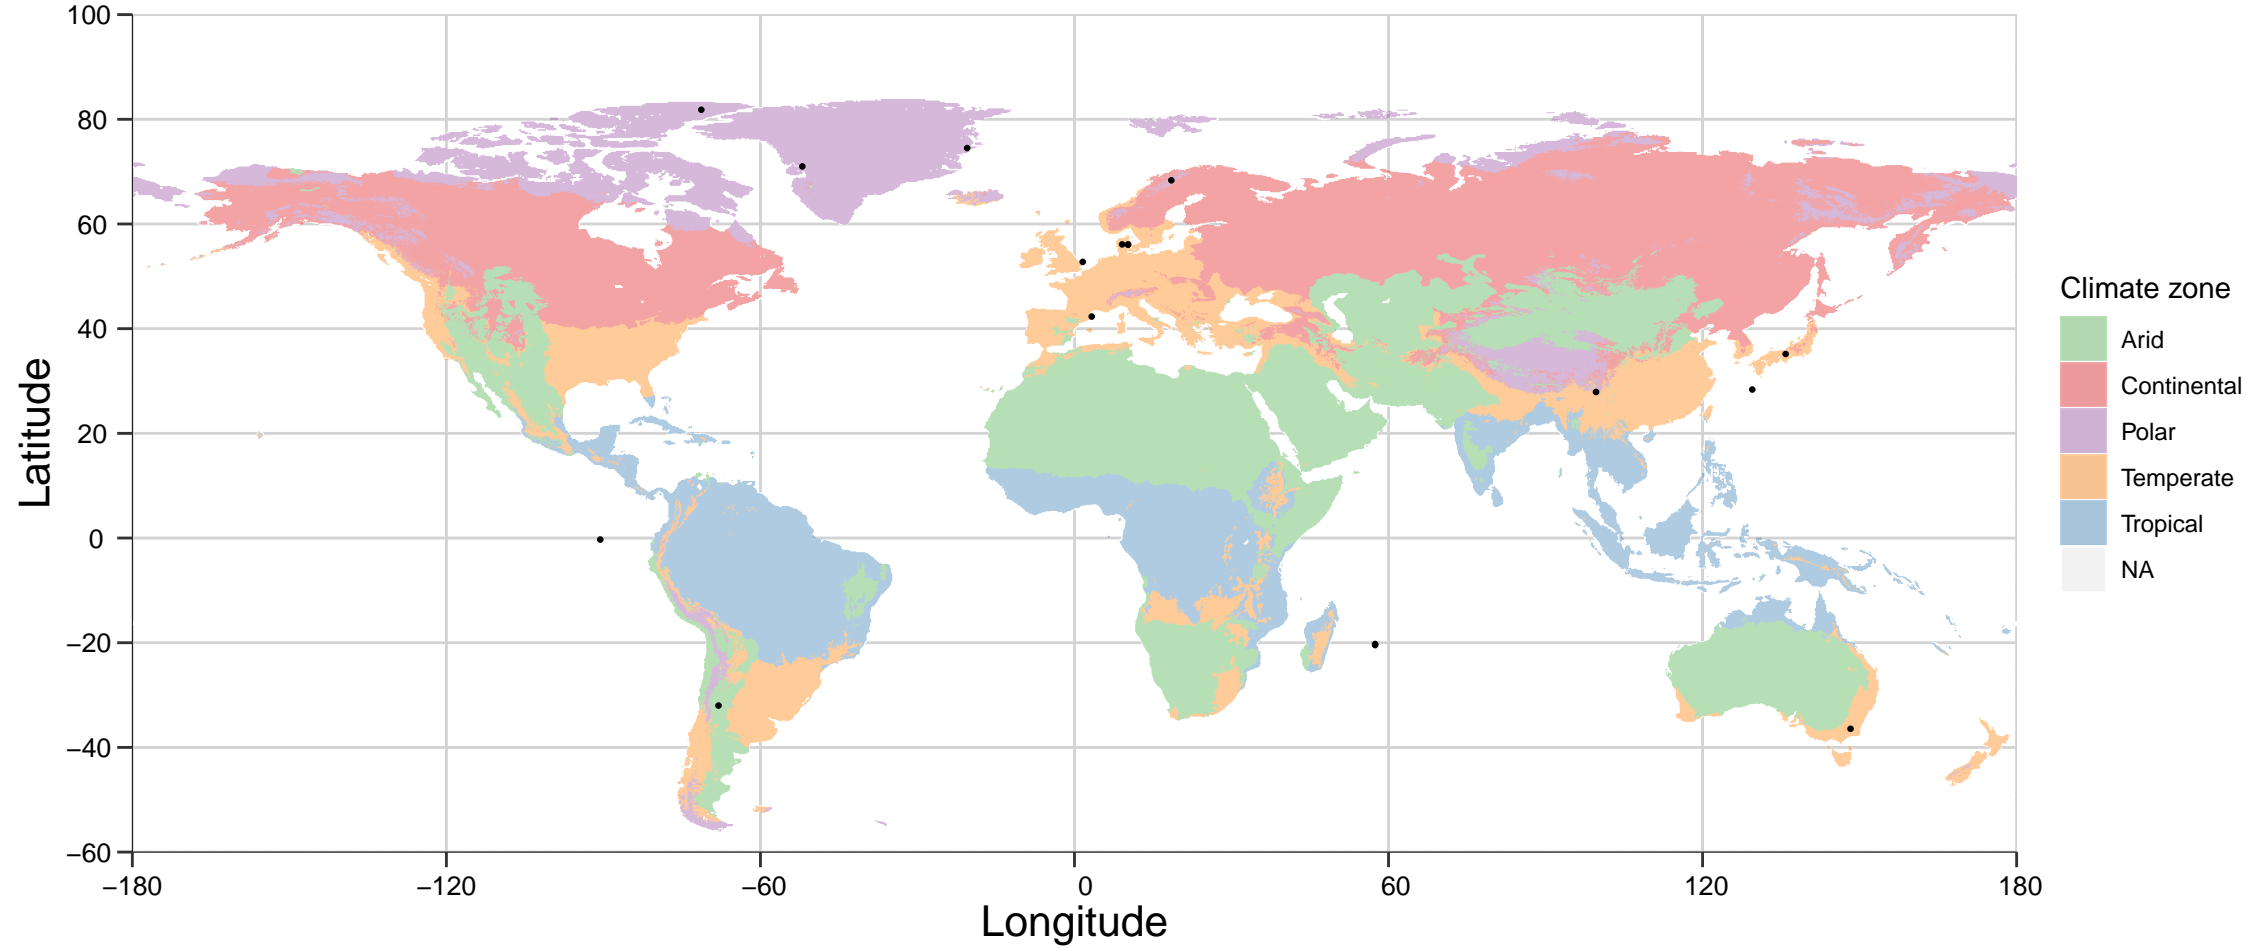 100
80
60
40
20
0
−20
−40
−60
Latitude
−180
−120
−60
0
60
120
180
Longitude
Climate zone
Arid
Continental
Polar
Temperate
Tropical
NA